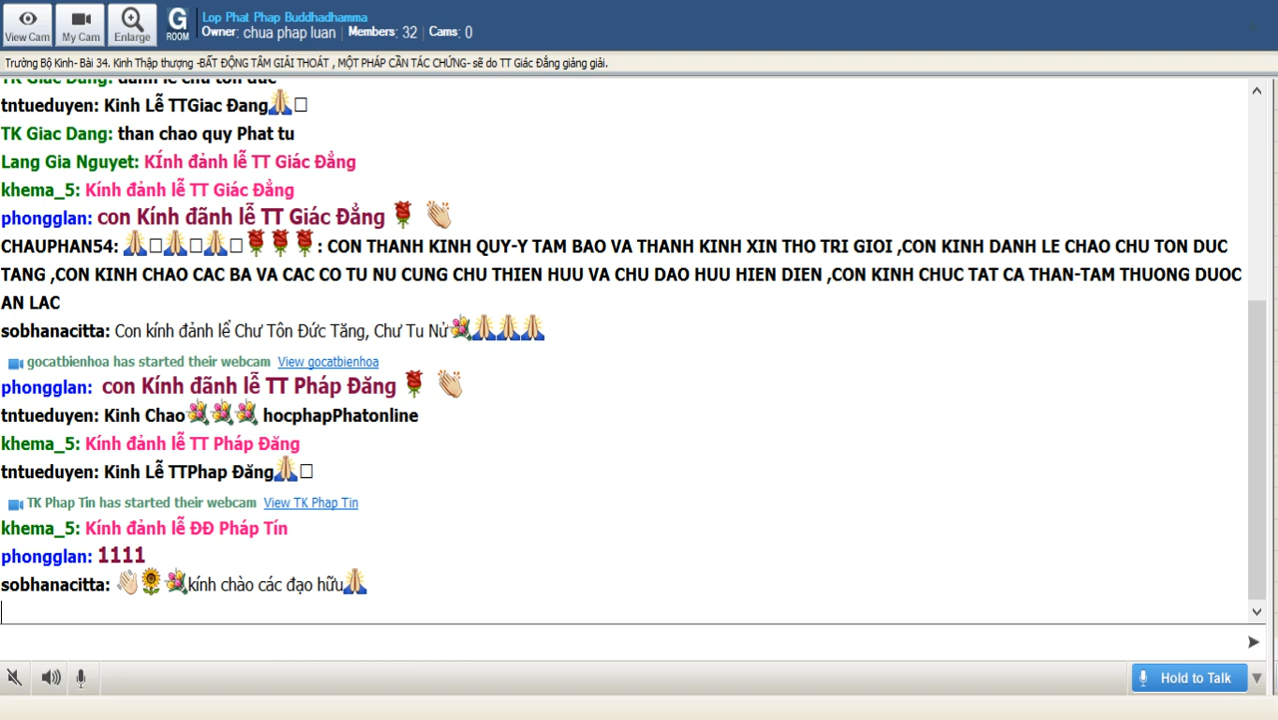 View Cam
My Cam
Enlarge
G
ROOM
Lop Phat Phap Buddhadhamma
Owner: chua phap luan | Members: 32 | Cams: 0
Trường Bộ Kinh- Bài 34. Kinh Thập thượng -BẤT ĐỘNG TÂM GIẢI THOÁT , MỘT PHÁP CẦN TÁC CHỨNG- sẽ do TT Giác Đẳng giảng giải.
TK Giac Dang: danh le chu ton duc
tntueduyen: Kinh Lễ TTGiac Đang🙏
TK Giac Dang: than chao quy Phat tu
Lang Gia Nguyet: KÍnh đảnh lễ TT Giác Đẳng
khema_5: Kính đảnh lễ TT Giác Đẳng
phongglan: con Kính đãnh lễ TT Giác Đẳng 🌹 👏
CHAUPHAN54: 🙏🙏🙏🌹🌹🌹: CON THANH KINH QUY-Y TAM BAO VA THANH KINH XIN THO TRI GIOI ,CON KINH DANH LE CHAO CHU TON DUC
TANG ,CON KINH CHAO CAC BA VA CAC CO TU NU CUNG CHU THIEN HUU VA CHU DAO HUU HIEN DIEN ,CON KINH CHUC TAT CA THAN-TAM THUONG DUOC
AN LAC
sobhanacitta: Con kính đảnh lể Chư Tôn Đức Tăng, Chư Tu Nử💐🙏🙏🙏
gocatbienhoa has started their webcam View gocatbienhoa
phongglan: con Kính đãnh lễ TT Pháp Đăng 🌹 👏
tntueduyen: Kinh Chao💐💐💐 hocphapPhatonline
khema_5: Kính đảnh lễ TT Pháp Đăng
tntueduyen: Kinh Lễ TTPhap Đăng🙏
TK Phap Tin has started their webcam View TK Phap Tin
khema_5: Kính đảnh lễ ĐĐ Pháp Tín
phongglan: 1111
sobhanacitta: 👋🌻💐kính chào các đạo hữu🙏
Hold to Talk